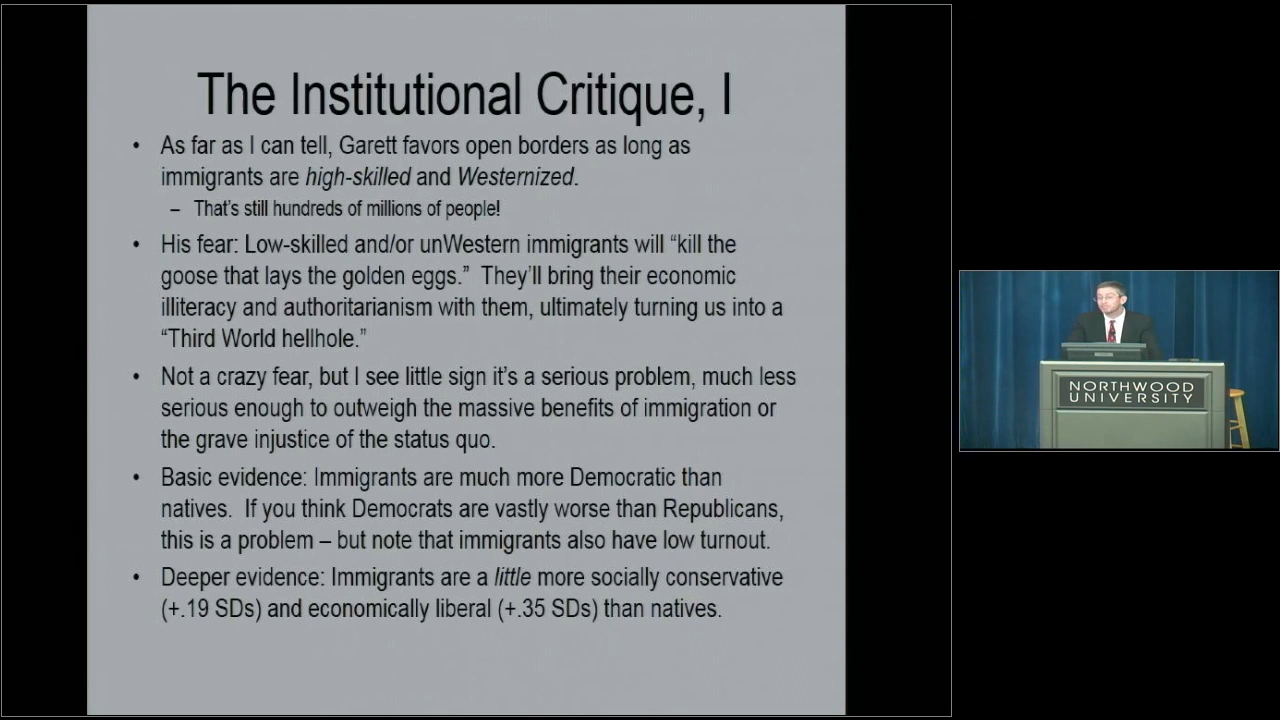 The Institutional Critique, I
• As far as I can tell, Garett favors open borders as long as
immigrants are high-skilled and Westernized.
– That's still hundreds of millions of people!
• His fear: Low-skilled and/or unWestern immigrants will “kill the
goose that lays the golden eggs.” They'll bring their economic
illiteracy and authoritarianism with them, ultimately turning us into a
“Third World hellhole.”
• Not a crazy fear, but I see little sign it's a serious problem, much less
serious enough to outweigh the massive benefits of immigration or
the grave injustice of the status quo.
• Basic evidence: Immigrants are much more Democratic than
natives. If you think Democrats are vastly worse than Republicans,
this is a problem – but note that immigrants also have low turnout.
• Deeper evidence: Immigrants are a little more socially conservative
(+.19 SDs) and economically liberal (+.35 SDs) than natives.
NORTHWOOD
UNIVERSITY